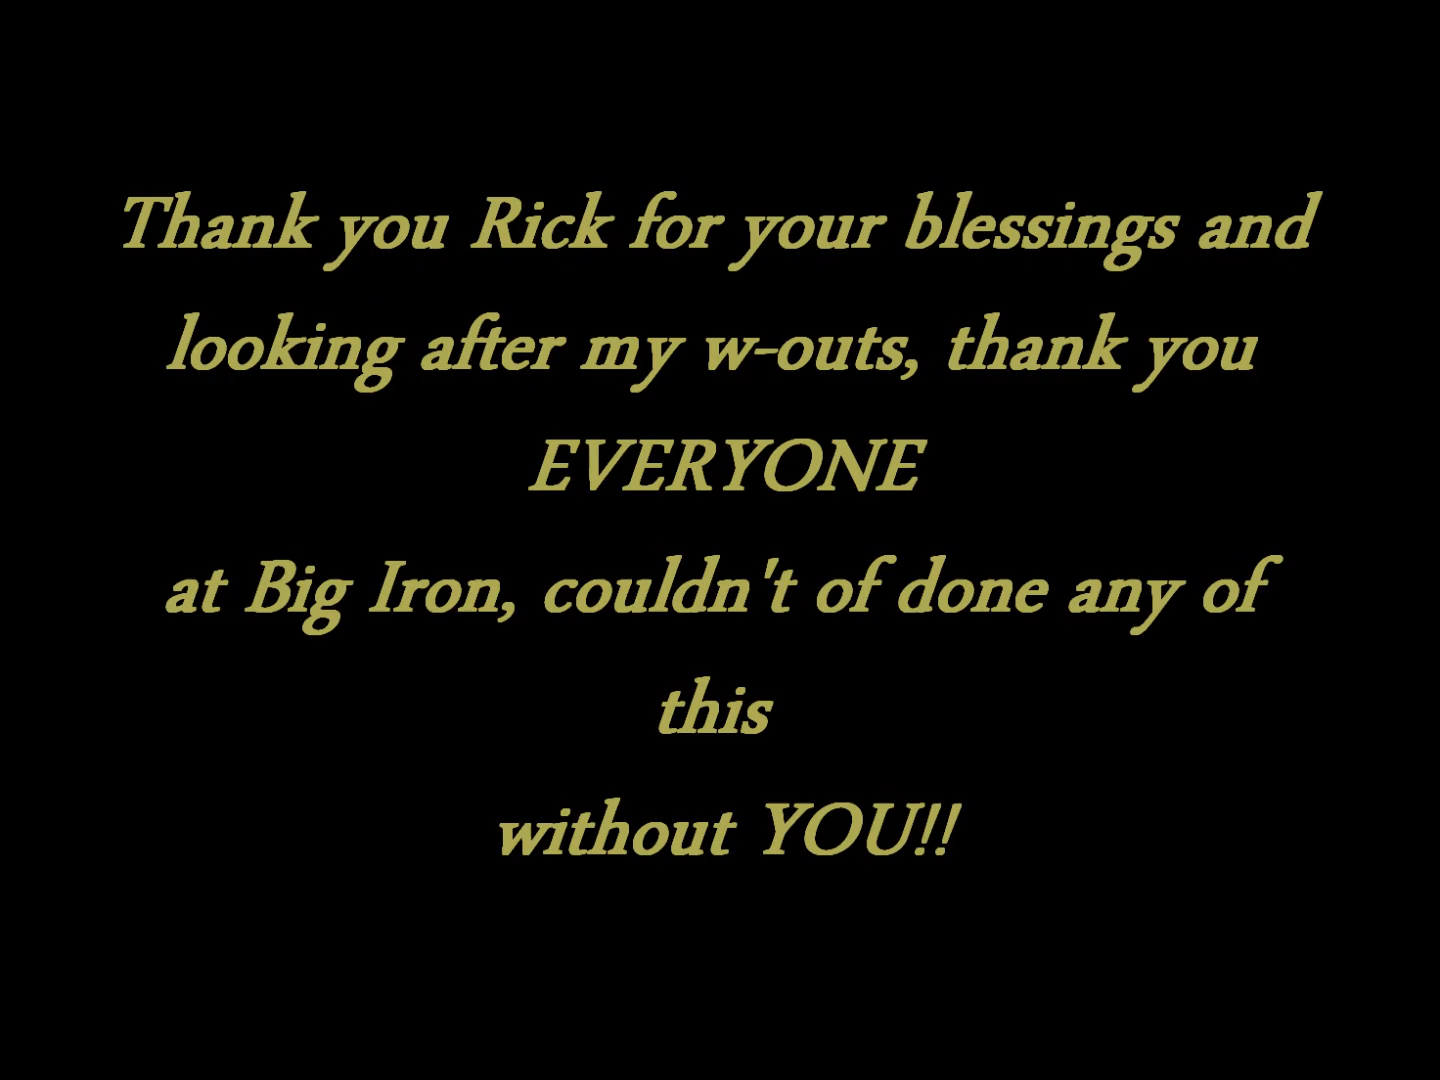 Thank you Rick for your blessings and
looking after my w-outs, thank you
EVERYONE
at Big Iron, couldn't of done any of
this
without YOU!!